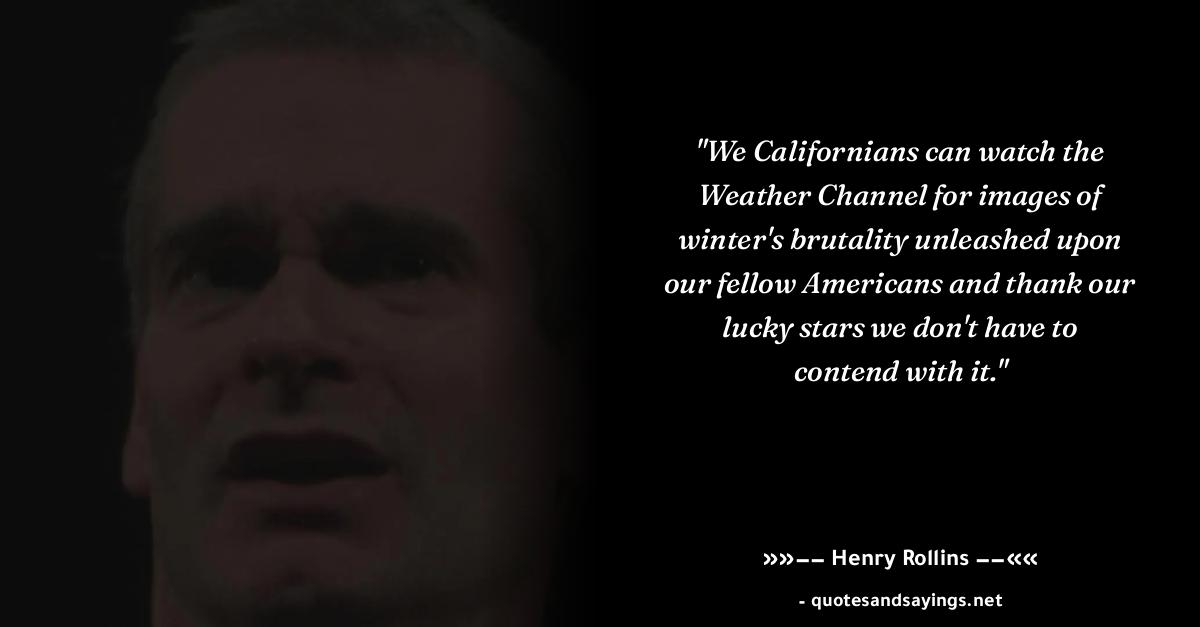 "We Californians can watch the
Weather Channel for images of
winter's brutality unleashed upon
our fellow Americans and thank our
lucky stars we don't have to
contend with it."
»»−− Henry Rollins −−««
- quotesandsayings.net